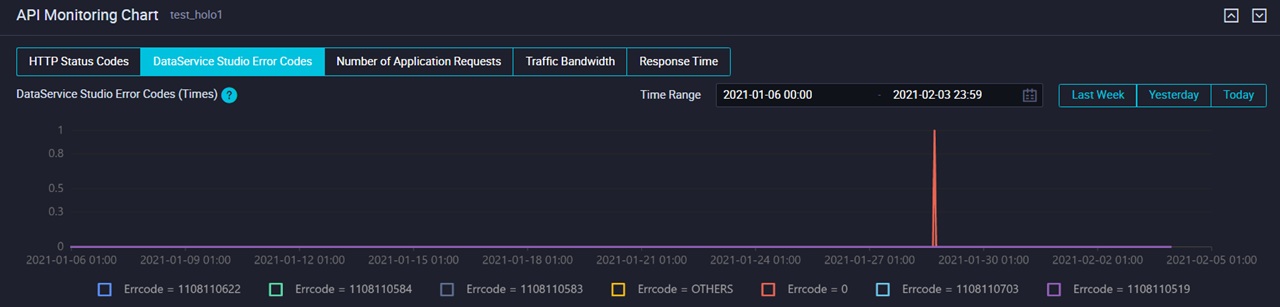 API Monitoring Chart test_holo1
HTTP Status Codes DataService Studio Error Codes Number of Application Requests Traffic Bandwidth Response Time
DataService Studio Error Codes (Times) ? Time Range 2021-01-06 00:00 - 2021-02-03 23:59 Last Week Yesterday Today
1
0.8
0.5
0.3
0
2021-01-06 01:00 2021-01-09 01:00 2021-01-12 01:00 2021-01-15 01:00 2021-01-18 01:00 2021-01-21 01:00 2021-01-24 01:00 2021-01-27 01:00 2021-01-30 01:00 2021-02-02 01:00 2021-02-05 01:00
Errcode = 1108110622 Errcode = 1108110584 Errcode = 1108110583 Errcode = OTHERS Errcode = 0 Errcode = 1108110703 Errcode = 1108110519